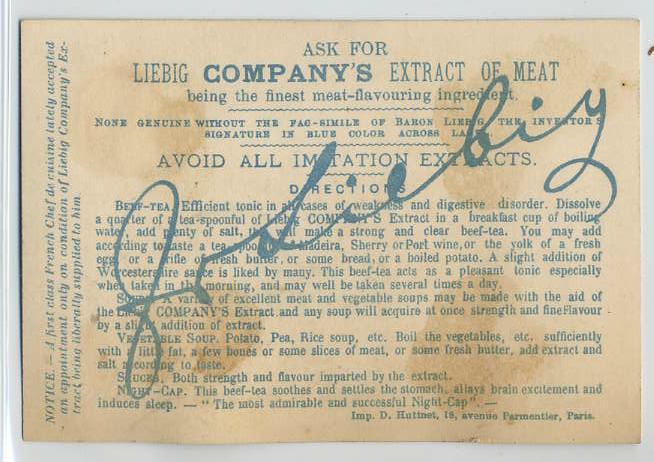 ASK FOR
LIEBIG COMPANY'S EXTRACT OF MEAT
being the finest meat-flavouring ingredient.
NONE GENUINE WITHOUT THE FAC-SIMILE OF BARON LIEBIG, THE INVENTOR'S
SIGNATURE IN BLUE COLOR ACROSS
AVOID ALL IMITATION EXTRACTS.
DIRECTIONS
BEEF-TEA. Efficient tonic in all cases of weakness and digestive disorder. Dissolve
a quarter of a tea-spoonful of Liebig COMPANY'S Extract in a breakfast cup of boiling
water, add plenty of salt, this will make a strong and clear beef-tea. You may add
according to taste a tea-spoon of Madeira, Sherry or Port wine, or the yolk of a fresh
egg, or a trifle of fresh butter, or some bread, or a boiled potato. A slight addition of
Worcestershire sauce is liked by many. This beef-tea acts as a pleasant tonic especially
when taken in the morning, and may well be taken several times a day.
SOUPS. A variety of excellent meat and vegetable soups may be made with the aid of
the Liebig COMPANY'S Extract and any soup will acquire at once strength and fine flavour
by a slight addition of extract.
VEGETABLE SOUP. Potato, Pea, Rice soup, etc. Boil the vegetables, etc. sufficiently
with a little fat, a few bones or some slices of meat, or some fresh butter, add extract and
salt according to taste.
SAUCES. Both strength and flavour imparted by the extract.
NIGHT-CAP. This beef-tea soothes and settles the stomach, allays brain excitement and
induces sleep. — "The most admirable and successful Night-Cap". —
Imp. D. Hutinet, 18, avenue Parmentier, Paris.
NOTICE. — A first class French Chef de cuisine lately accepted
an appointment only on condition of Liebig Company's Ex-
tract being liberally supplied to him.
J v Liebig